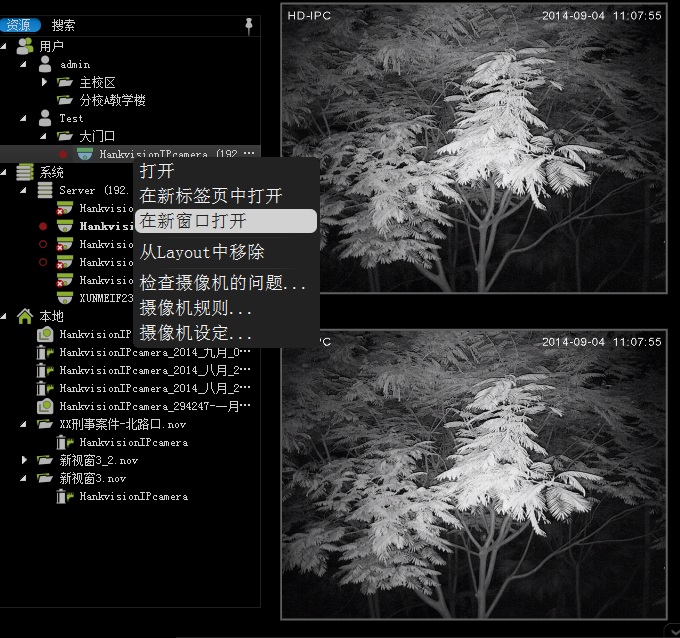 资源 搜索
用户
admin
主校区
分校A教学楼
Test
大门口
HankvisionIPcamera (192 ...
系统
Server (192.
Hankvisio
Hankvisi
Hankvisio
Hankvisio
Hankvisio
XUNMEIF23
本地
HankvisionIP
HankvisionIPcamera_2014_九月_0...
HankvisionIPcamera_2014_八月_2...
HankvisionIPcamera_2014_八月_2...
HankvisionIPcamera_294247-一月...
XX刑事案件-北路口.nov
HankvisionIPcamera
新视窗3_2.nov
新视窗3.nov
HankvisionIPcamera
打开
在新标签页中打开
在新窗口打开
从Layout中移除
检查摄像机的问题...
摄像机规则...
摄像机设定...
HD-IPC 2014-09-04 11:07:55
PC 2014-09-04 11:07:55